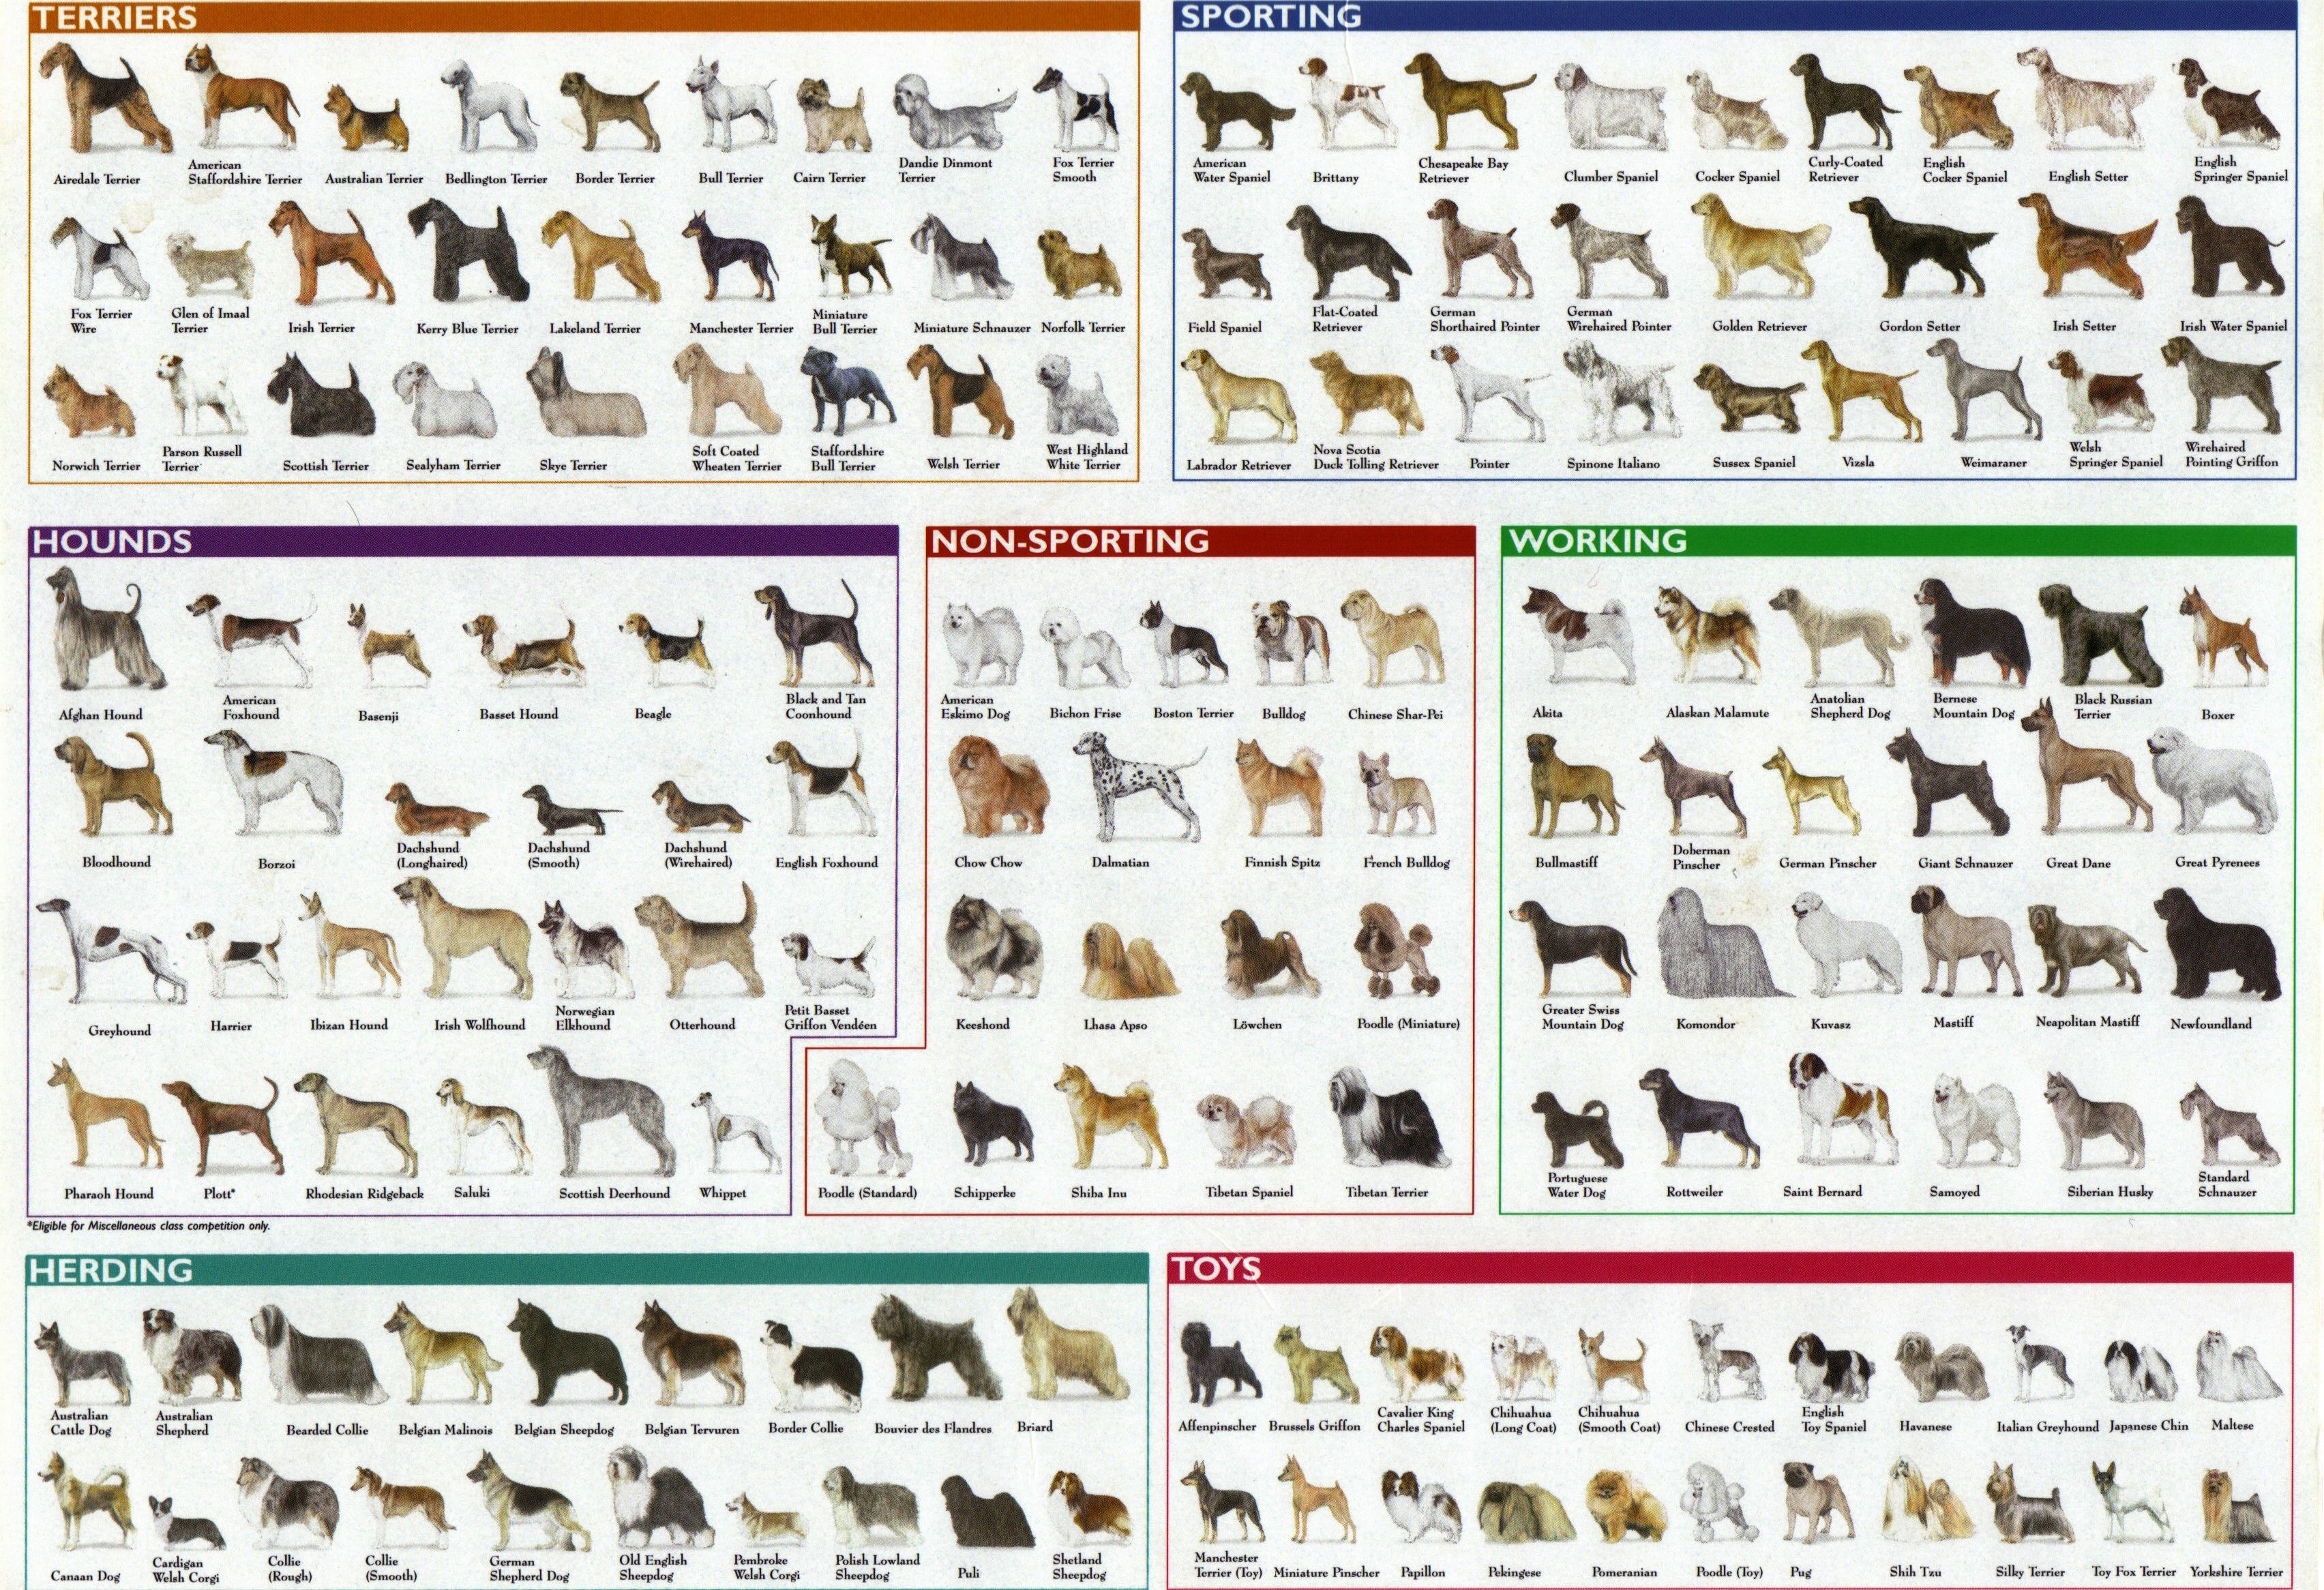 TERRIERS
Airedale Terrier
American
Staffordshire Terrier
Australian Terrier
Bedlington Terrier
Border Terrier
Bull Terrier
Cairn Terrier
Dandie Dinmont
Terrier
Fox Terrier
Smooth
Fox Terrier
Wire
Glen of Imaal
Terrier
Irish Terrier
Kerry Blue Terrier
Lakeland Terrier
Manchester Terrier
Miniature
Bull Terrier
Miniature Schnauzer
Norfolk Terrier
Norwich Terrier
Parson Russell
Terrier
Scottish Terrier
Sealyham Terrier
Skye Terrier
Soft Coated
Wheaten Terrier
Staffordshire
Bull Terrier
Welsh Terrier
West Highland
White Terrier
SPORTING
American
Water Spaniel
Brittany
Chesapeake Bay
Retriever
Clumber Spaniel
Cocker Spaniel
Curly-Coated
Retriever
English
Cocker Spaniel
English Setter
English
Springer Spaniel
Field Spaniel
Flat-Coated
Retriever
German
Shorthaired Pointer
German
Wirehaired Pointer
Golden Retriever
Gordon Setter
Irish Setter
Irish Water Spaniel
Labrador Retriever
Nova Scotia
Duck Tolling Retriever
Pointer
Spinone Italiano
Sussex Spaniel
Vizsla
Weimaraner
Welsh
Springer Spaniel
Wirehaired
Pointing Griffon
HOUNDS
Afghan Hound
American
Foxhound
Basenji
Basset Hound
Beagle
Black and Tan
Coonhound
Bloodhound
Borzoi
Dachshund
(Longhaired)
Dachshund
(Smooth)
Dachshund
(Wirehaired)
English Foxhound
Greyhound
Harrier
Ibizan Hound
Irish Wolfhound
Norwegian
Elkhound
Otterhound
Petit Basset
Griffon Vendéen
Pharaoh Hound
Plott*
Rhodesian Ridgeback
Saluki
Scottish Deerhound
Whippet
*Eligible for Miscellaneous class competition only.
NON-SPORTING
American
Eskimo Dog
Bichon Frise
Boston Terrier
Bulldog
Chinese Shar-Pei
Chow Chow
Dalmatian
Finnish Spitz
French Bulldog
Keeshond
Lhasa Apso
Löwchen
Poodle (Miniature)
Poodle (Standard)
Schipperke
Shiba Inu
Tibetan Spaniel
Tibetan Terrier
WORKING
Akita
Alaskan Malamute
Anatolian
Shepherd Dog
Bernese
Mountain Dog
Black Russian
Terrier
Boxer
Bullmastiff
Doberman
Pinscher
German Pinscher
Giant Schnauzer
Great Dane
Great Pyrenees
Greater Swiss
Mountain Dog
Komondor
Kuvasz
Mastiff
Neapolitan Mastiff
Newfoundland
Portuguese
Water Dog
Rottweiler
Saint Bernard
Samoyed
Siberian Husky
Standard
Schnauzer
HERDING
Australian
Cattle Dog
Australian
Shepherd
Bearded Collie
Belgian Malinois
Belgian Sheepdog
Belgian Tervuren
Border Collie
Bouvier des Flandres
Briard
Canaan Dog
Cardigan
Welsh Corgi
Collie
(Rough)
Collie
(Smooth)
German
Shepherd Dog
Old English
Sheepdog
Pembroke
Welsh Corgi
Polish Lowland
Sheepdog
Puli
Shetland
Sheepdog
TOYS
Affenpinscher
Brussels Griffon
Cavalier King
Charles Spaniel
Chihuahua
(Long Coat)
Chihuahua
(Smooth Coat)
Chinese Crested
English
Toy Spaniel
Havanese
Italian Greyhound
Japanese Chin
Maltese
Manchester
Terrier (Toy)
Miniature Pinscher
Papillon
Pekingese
Pomeranian
Poodle (Toy)
Pug
Shih Tzu
Silky Terrier
Toy Fox Terrier
Yorkshire Terrier